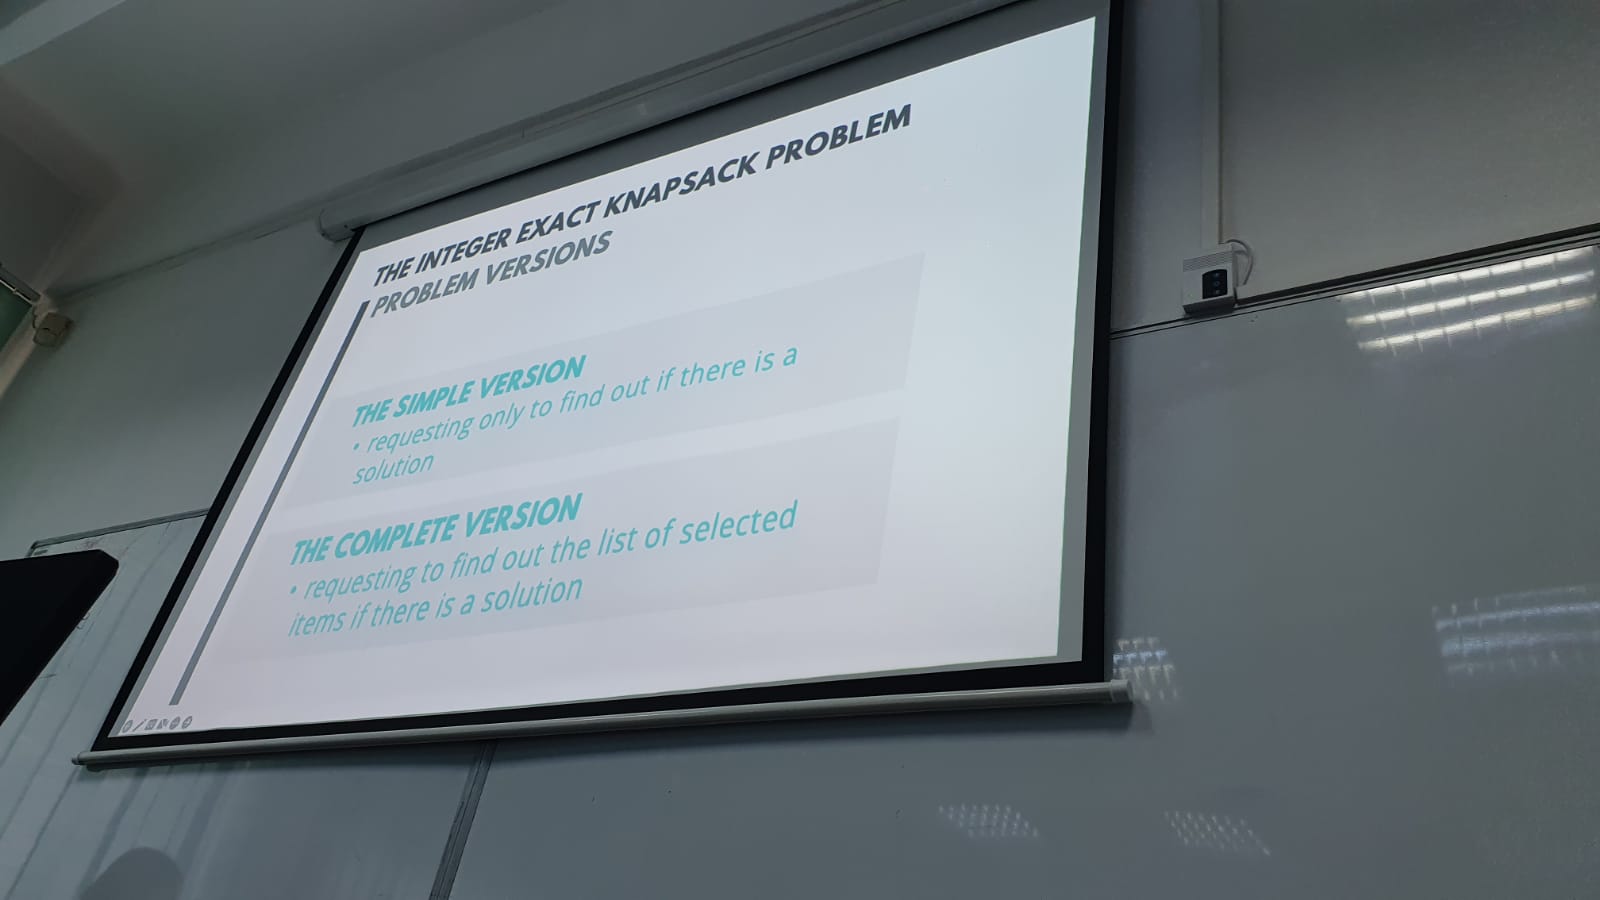 THE INTEGER EXACT KNAPSACK PROBLEM
PROBLEM VERSIONS
THE SIMPLE VERSION
• requesting only to find out if there is a
solution
THE COMPLETE VERSION
• requesting to find out the list of selected
items if there is a solution